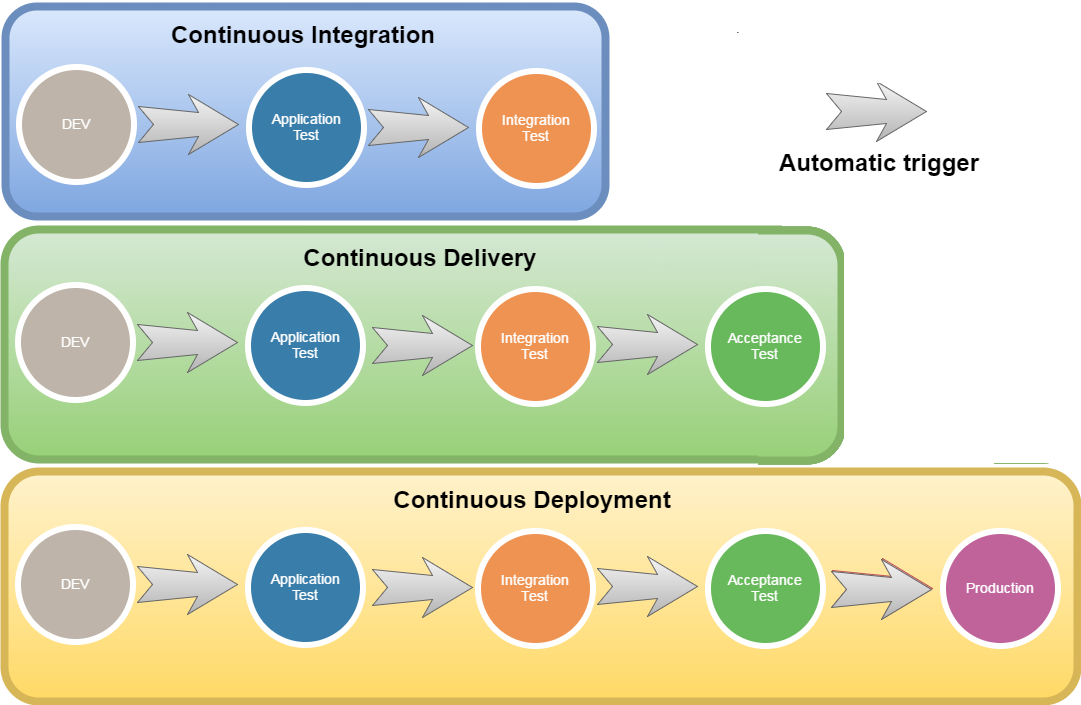 Continuous Integration
DEV
Application
Test
Integration
Test
Automatic trigger
Continuous Delivery
DEV
Application
Test
Integration
Test
Acceptance
Test
Continuous Deployment
DEV
Application
Test
Integration
Test
Acceptance
Test
Production